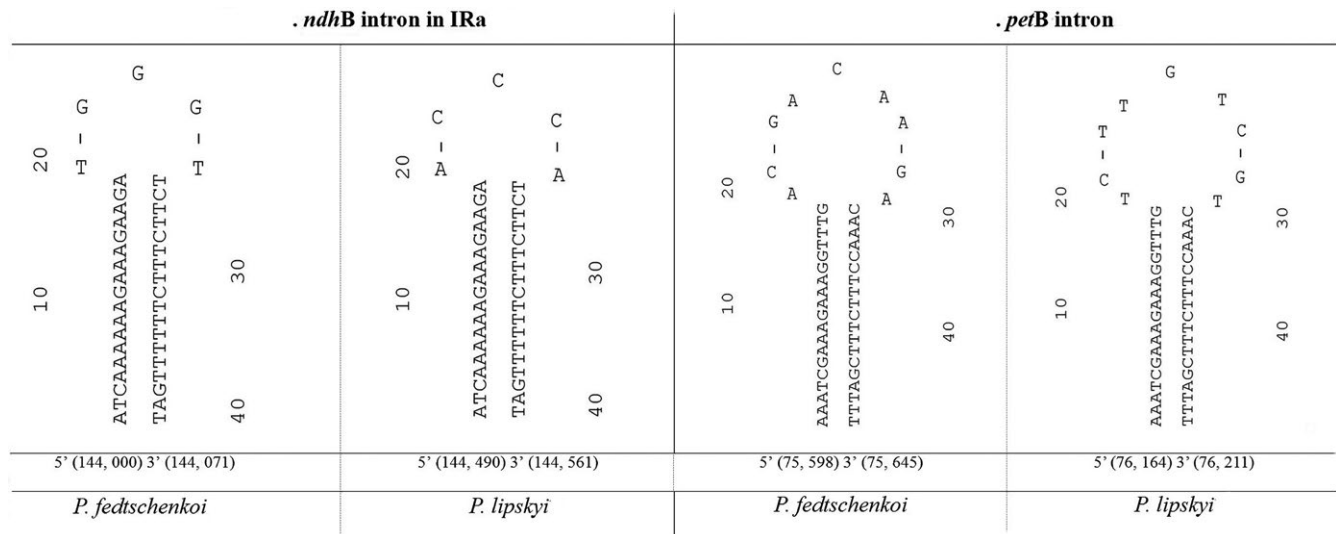 . ndhB intron in IRa
. petB intron
G
G G
- -
T T
20
ATCAAAAAAGAAAGAAGA
TAGTTTTTTCTTTCTTCT
10
30
40
C
C C
- -
A A
20
ATCAAAAAAGAAAGAAGA
TAGTTTTTTCTTTCTTCT
10
30
40
C
A A
G A
- -
C G
A A
20
AAATCGAAAGAAAGGTTTG
TTTAGCTTTCTTTCCAAAC
30
10
40
G
T T
T C
- -
C G
T T
20
AAATCGAAAGAAAGGTTTG
TTTAGCTTTCTTTCCAAAC
30
10
40
5' (144, 000) 3' (144, 071)
5' (144, 490) 3' (144, 561)
5' (75, 598) 3' (75, 645)
5' (76, 164) 3' (76, 211)
P. fedtschenkoi
P. lipskyi
P. fedtschenkoi
P. lipskyi